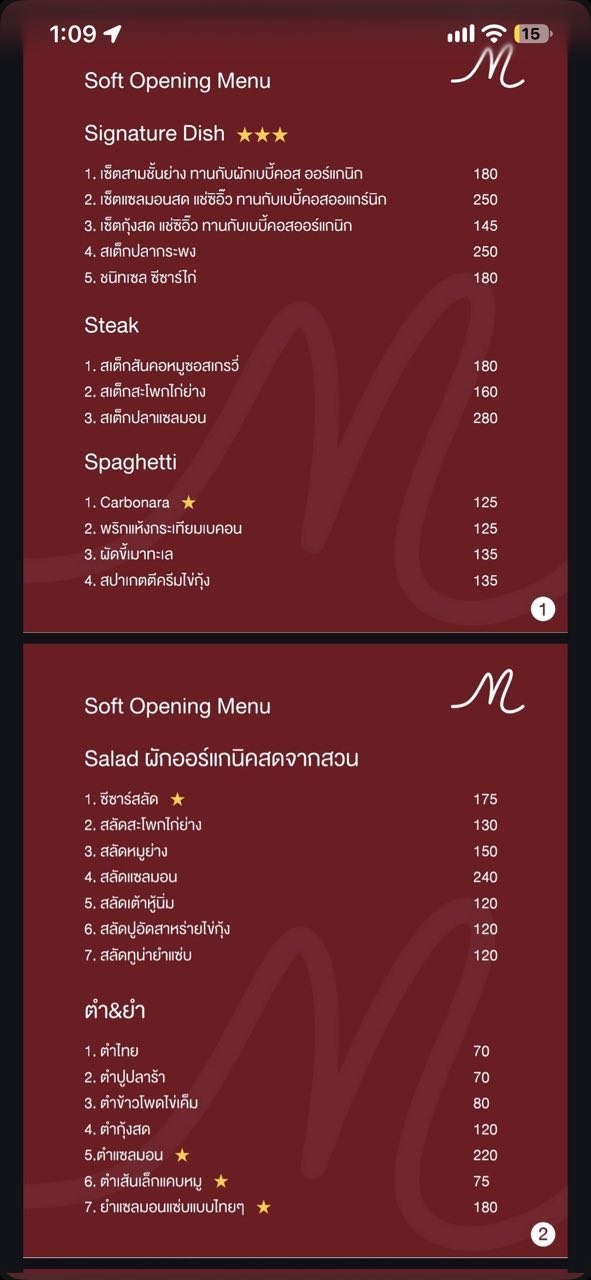 1:09
15
Soft Opening Menu
M
Signature Dish ★★★
1. เซ็ตสามชั้นย่าง ทานกับผักเบบี้คอส ออร์แกนิก 180
2. เซ็ตแซลมอนสด แช่ซิอิ๊ว ทานกับเบบี้คอสออแกร์นิก 250
3. เซ็ตกุ้งสด แช่ซิอิ๊ว ทานกับเบบี้คอสออร์แกนิก 145
4. สเต็กปลากระพง 250
5. ชนิทเซล ซีซาร์ไก่ 180
Steak
1. สเต็กสันคอหมูซอสเกรวี่ 180
2. สเต็กสะโพกไก่ย่าง 160
3. สเต็กปลาแซลมอน 280
Spaghetti
1. Carbonara ★ 125
2. พริกแห้งกระเทียมเบคอน 125
3. ผัดขี้เมาทะเล 135
4. สปาเกตตีครีมไข่กุ้ง 135
1
M
Soft Opening Menu
Salad ผักออร์แกนิคสดจากสวน
1. ซีซาร์สลัด ★ 175
2. สลัดสะโพกไก่ย่าง 130
3. สลัดหมูย่าง 150
4. สลัดแซลมอน 240
5. สลัดเต้าหู้นิ่ม 120
6. สลัดปูอัดสาหร่ายไข่กุ้ง 120
7. สลัดทูน่ายำแซ่บ 120
ตำ&ยำ
1. ตำไทย 70
2. ตำปูปลาร้า 70
3. ตำข้าวโพดไข่เค็ม 80
4. ตำกุ้งสด 120
5.ตำแซลมอน ★ 220
6. ตำเส้นเล็กแคบหมู ★ 75
7. ยำแซลมอนแซ่บแบบไทยๆ ★ 180
2